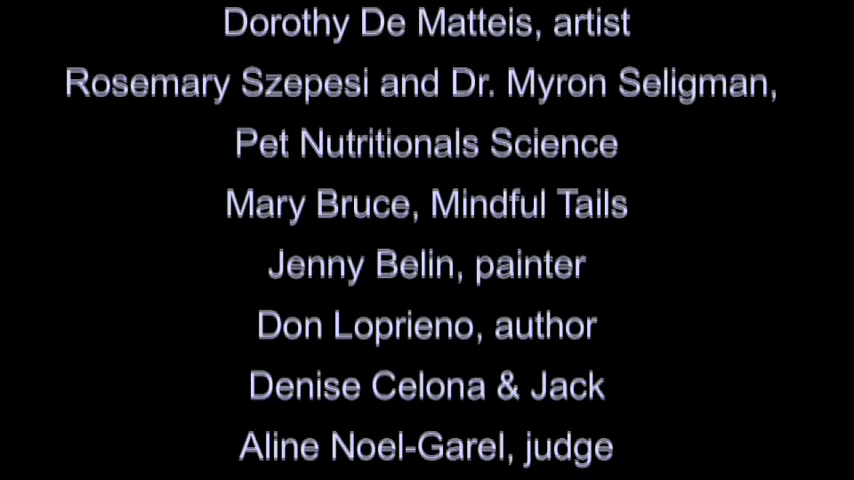 Dorothy De Matteis, artist
Rosemary Szepesi and Dr. Myron Seligman,
Pet Nutritionals Science
Mary Bruce, Mindful Tails
Jenny Belin, painter
Don Loprieno, author
Denise Celona & Jack
Aline Noel-Garel, judge